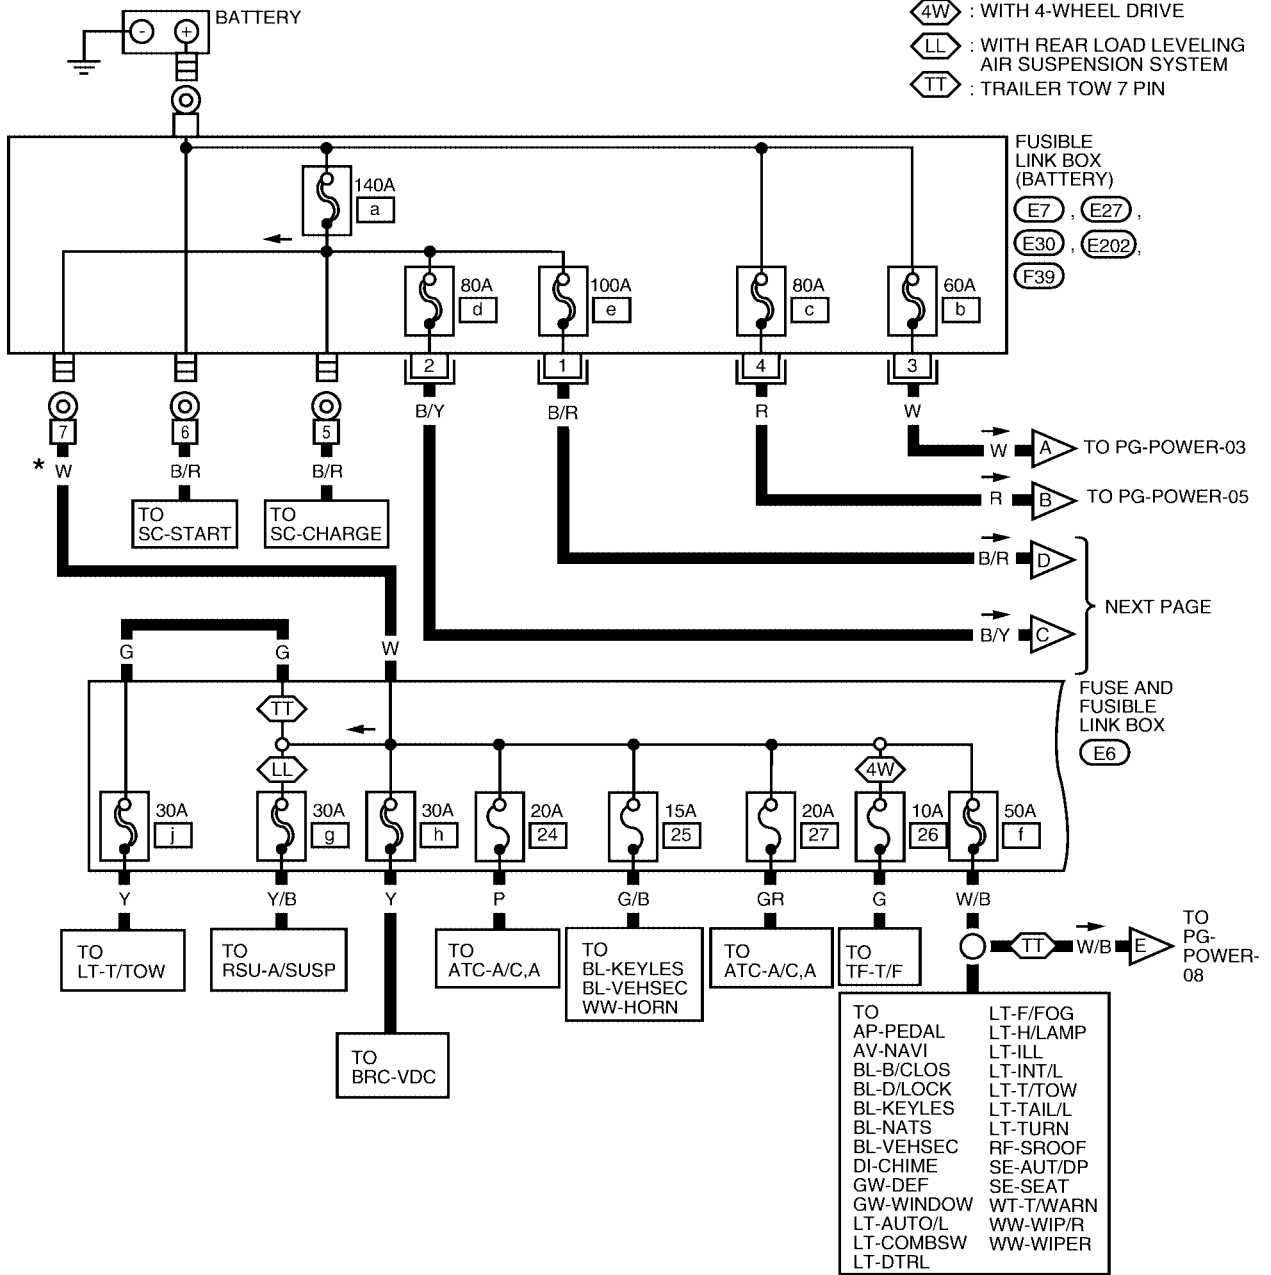 BATTERY
-
+
4W : WITH 4-WHEEL DRIVE
LL : WITH REAR LOAD LEVELING
AIR SUSPENSION SYSTEM
TT : TRAILER TOW 7 PIN
FUSIBLE
LINK BOX
(BATTERY)
E7 , E27 ,
E30 , E202,
F39
140A
a
80A
d
100A
e
80A
c
60A
b
2
1
4
3
B/Y
B/R
R
W
7
6
5
* W
B/R
B/R
TO
SC-START
TO
SC-CHARGE
W A TO PG-POWER-03
R B TO PG-POWER-05
B/R D
NEXT PAGE
B/Y C
G
G
W
FUSE AND
FUSIBLE
LINK BOX
E6
TT
LL
4W
30A
j
30A
g
30A
h
20A
24
15A
25
20A
27
10A
26
50A
f
Y
Y/B
Y
P
G/B
GR
G
W/B
TO
LT-T/TOW
TO
RSU-A/SUSP
TO
BRC-VDC
TO
ATC-A/C,A
TO
BL-KEYLES
BL-VEHSEC
WW-HORN
TO
ATC-A/C,A
TO
TF-T/F
TT W/B E
TO
PG-
POWER-
08
TO
AP-PEDAL
AV-NAVI
BL-B/CLOS
BL-D/LOCK
BL-KEYLES
BL-NATS
BL-VEHSEC
DI-CHIME
GW-DEF
GW-WINDOW
LT-AUTO/L
LT-COMBSW
LT-DTRL
LT-F/FOG
LT-H/LAMP
LT-ILL
LT-INT/L
LT-T/TOW
LT-TAIL/L
LT-TURN
RF-SROOF
SE-AUT/DP
SE-SEAT
WT-T/WARN
WW-WIP/R
WW-WIPER